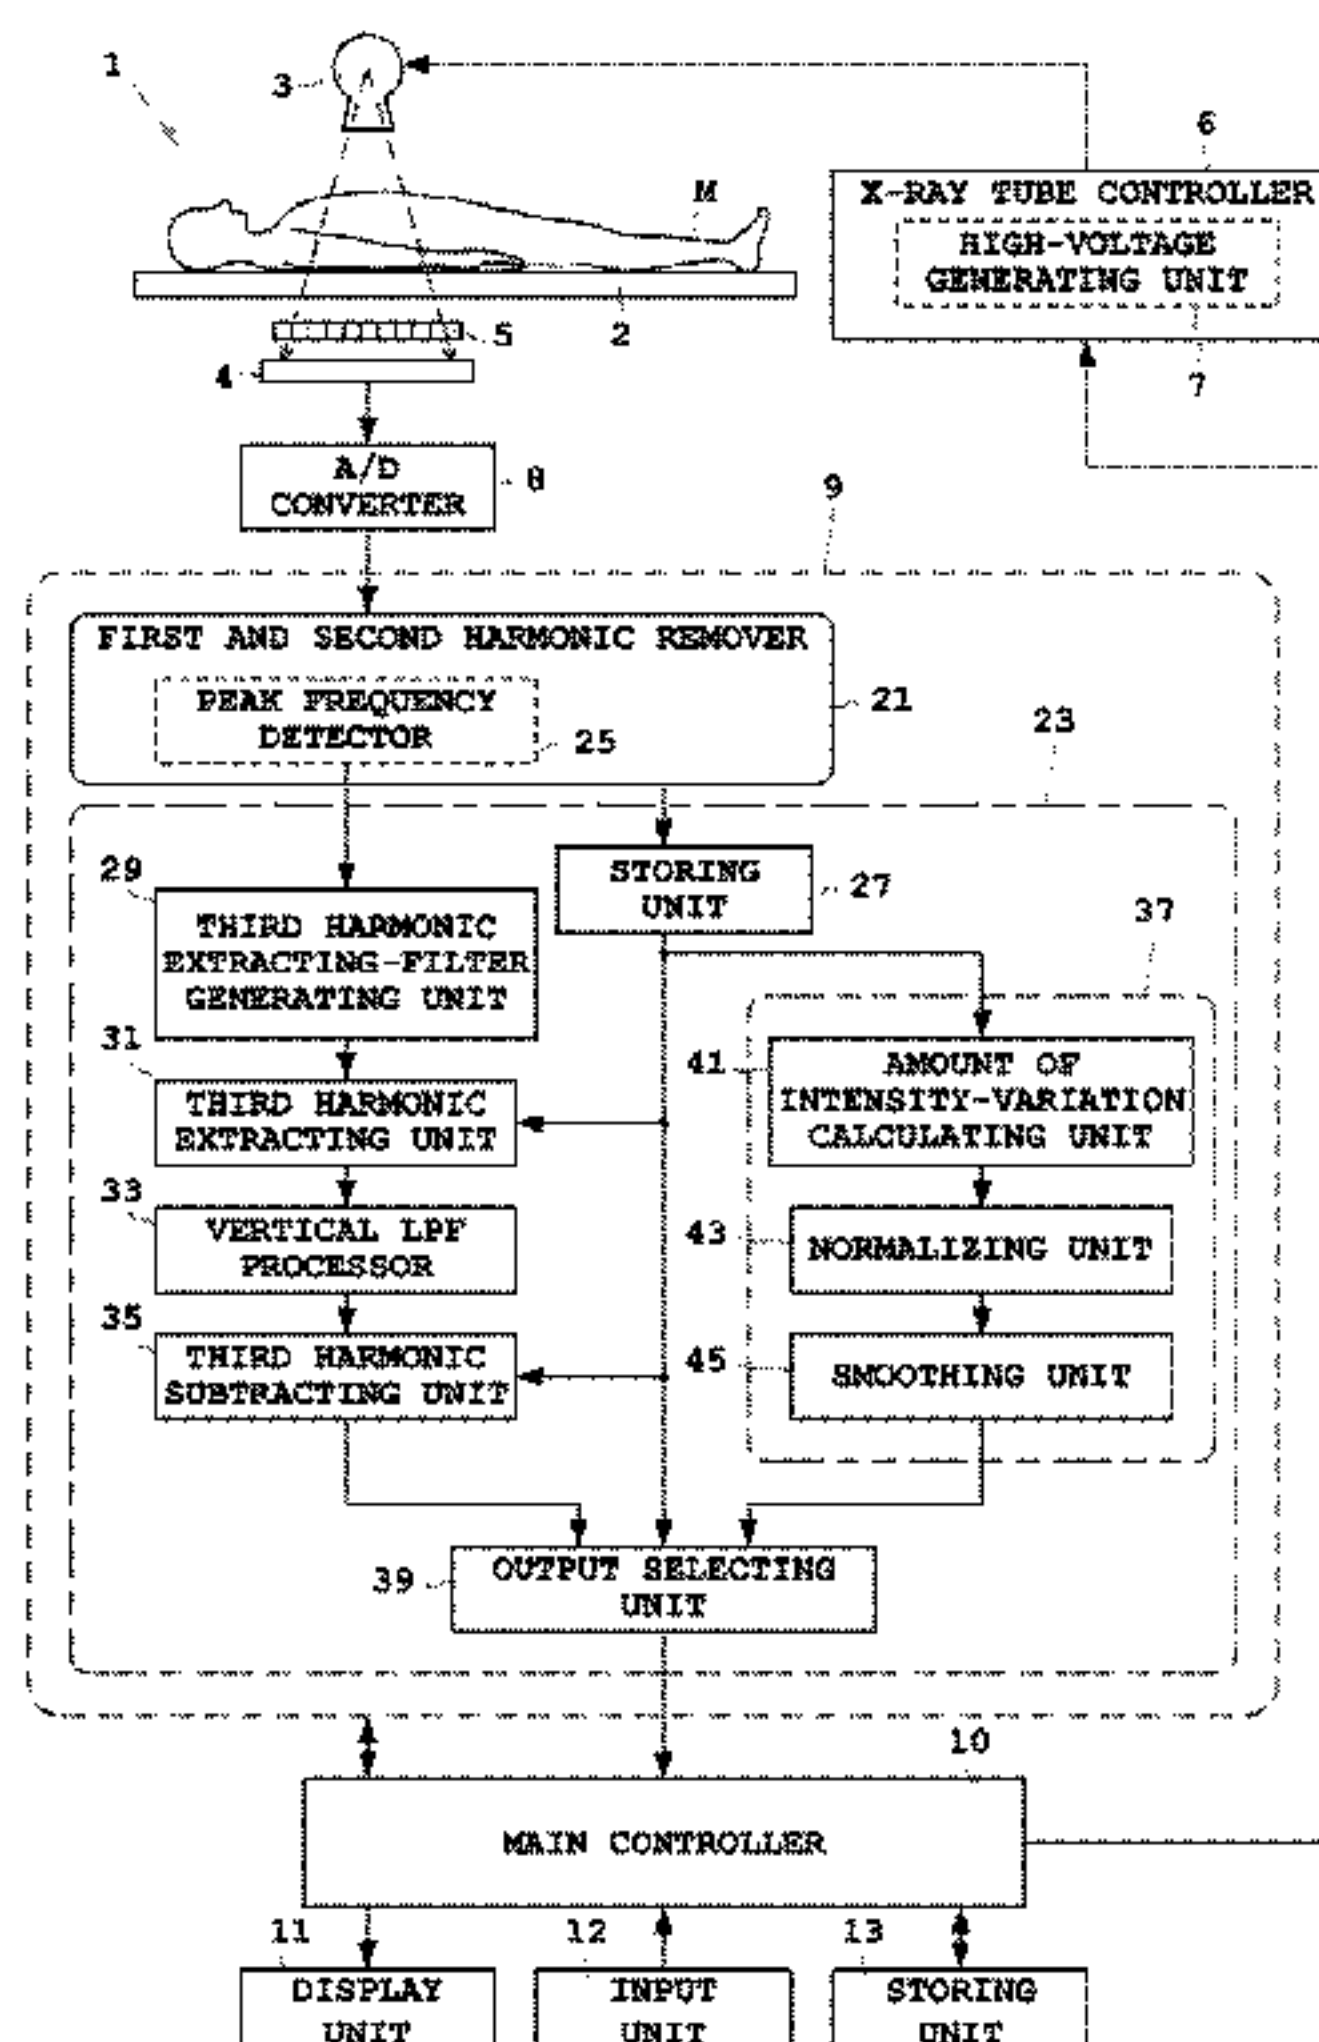 1
3
6
X-RAY TUBE CONTROLLER
HIGH-VOLTAGE
GENERATING UNIT
M
5
2
4
7
A/D
CONVERTER
8
9
FIRST AND SECOND HARMONIC REMOVER
PEAK FREQUENCY
DETECTOR
25
21
23
29
STORING
UNIT
27
THIRD HARMONIC
EXTRACTING-FILTER
GENERATING UNIT
37
31
THIRD HARMONIC
EXTRACTING UNIT
41
AMOUNT OF
INTENSITY-VARIATION
CALCULATING UNIT
33
VERTICAL LPF
PROCESSOR
43
NORMALIZING UNIT
35
THIRD HARMONIC
SUBTRACTING UNIT
45
SMOOTHING UNIT
39
OUTPUT SELECTING
UNIT
10
MAIN CONTROLLER
11
12
13
DISPLAY
UNIT
INPUT
UNIT
STORING
UNIT